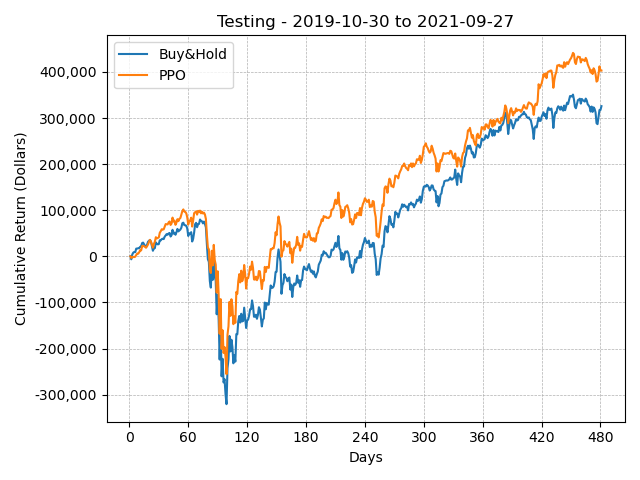 Testing - 2019-10-30 to 2021-09-27
Buy&Hold
PPO
Cumulative Return (Dollars)
400,000
300,000
200,000
100,000
0
-100,000
-200,000
-300,000
0 60 120 180 240 300 360 420 480
Days